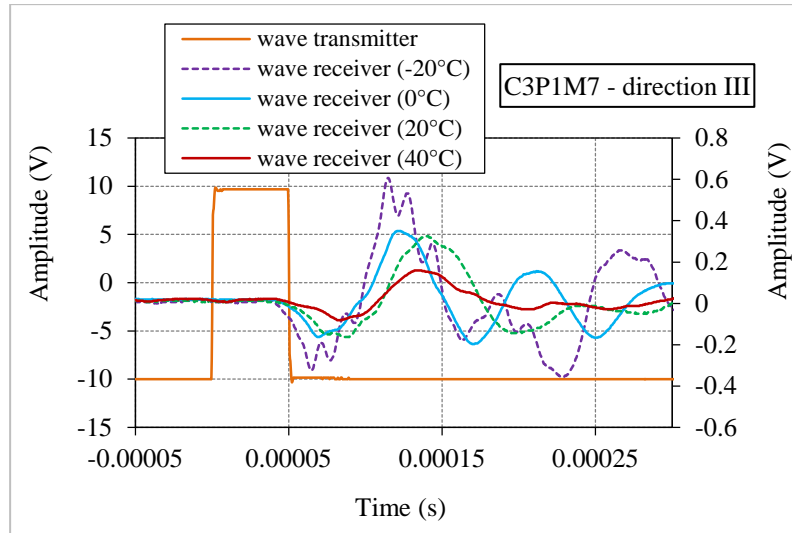 wave transmitter
wave receiver (-20°C)
wave receiver (0°C)
wave receiver (20°C)
wave receiver (40°C)
C3P1M7 - direction III
15
10
5
0
-5
-10
-15
Amplitude (V)
0.8
0.6
0.4
0.2
0
-0.2
-0.4
-0.6
Amplitude (V)
-0.00005
0.00005
0.00015
0.00025
Time (s)